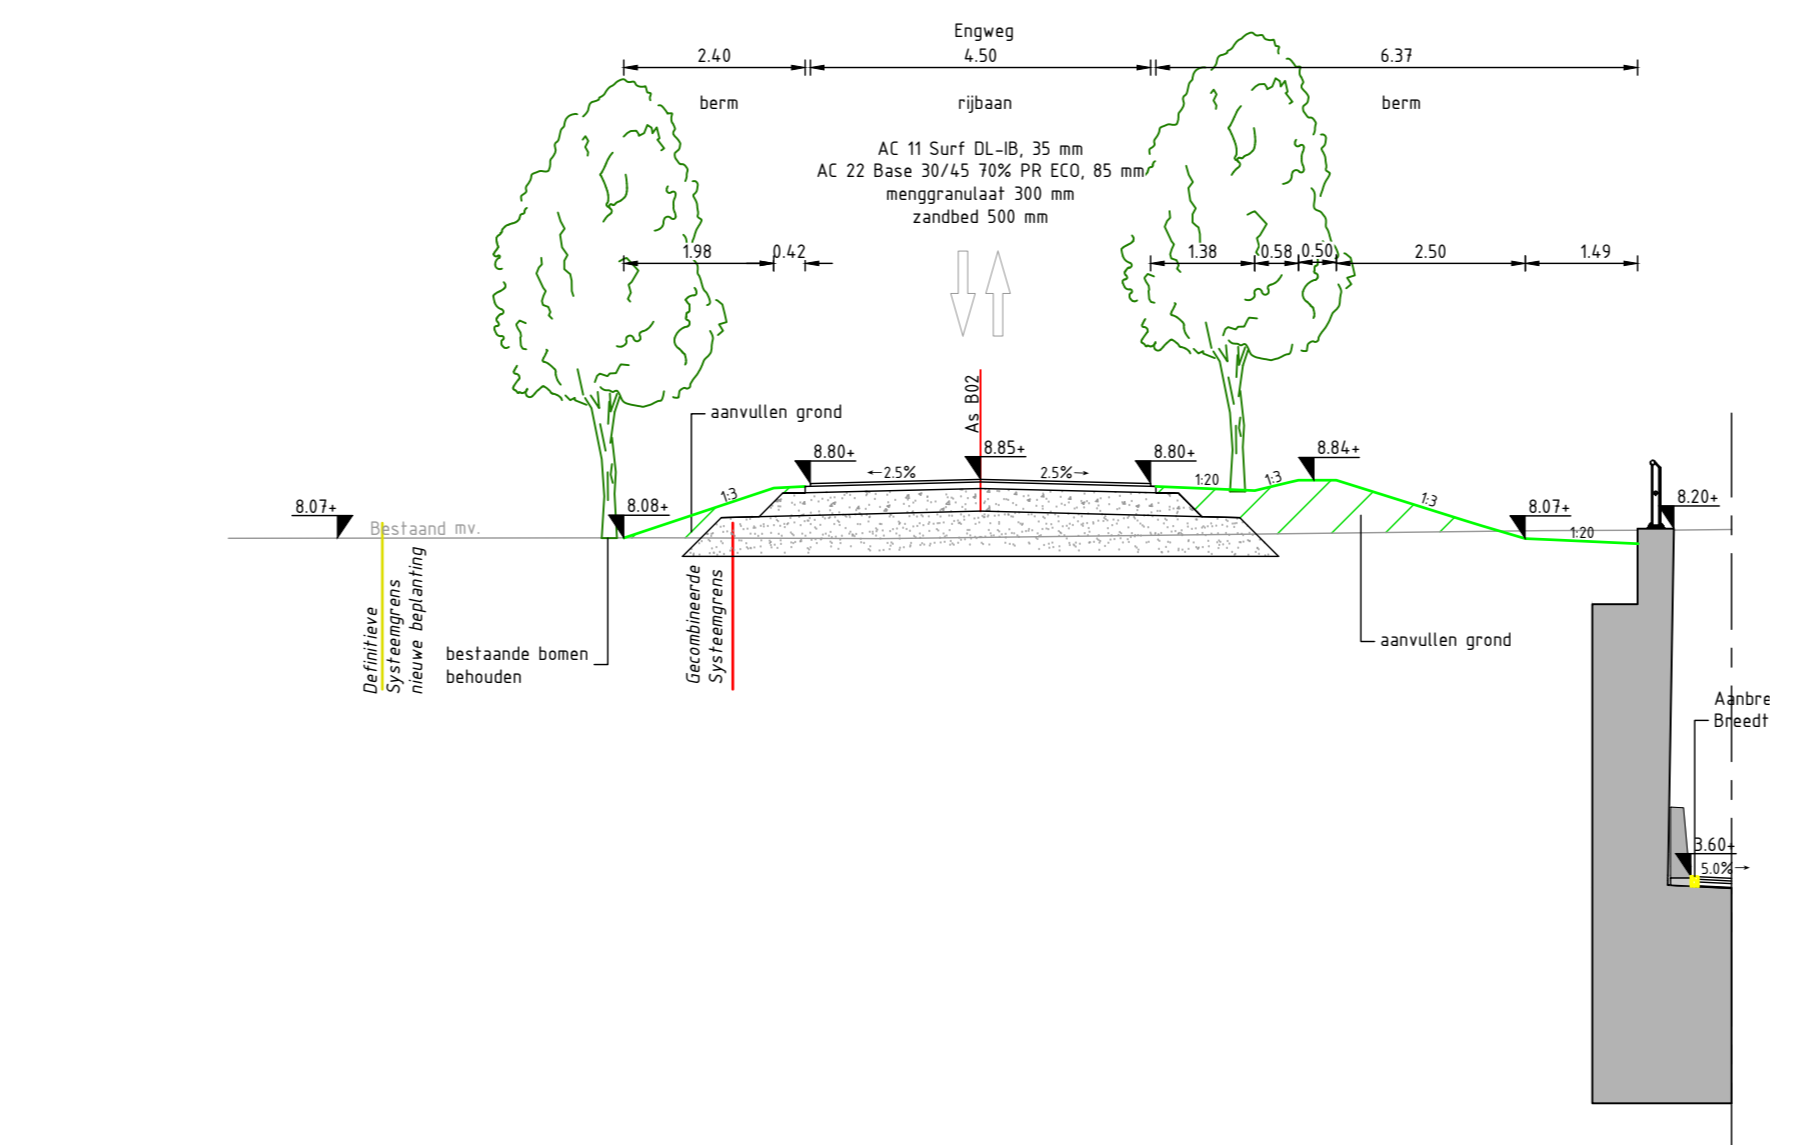 Engweg
2.40 4.50 6.37
berm rijbaan berm
AC 11 Surf DL-IB, 35 mm
AC 22 Base 30/45 70% PR ECO, 85 mm
menggranulaat 300 mm
zandbed 500 mm
1.98 0.42 1.38 0.58 0.50 2.50 1.49
As B02
aanvullen grond
8.80+ 8.85+ 8.80+ 8.84+
←2.5% 2.5%→
1:3 1:20 1:3 1:3
8.07+ 8.08+ 8.07+ 8.20+
Bestaand mv.
1:20
Definitieve
Systeemgrens
nieuwe beplanting
Gecombineerde
Systeemgrens
bestaande bomen
behouden
aanvullen grond
Aanbre
Breedt
3.60+
5.0%→